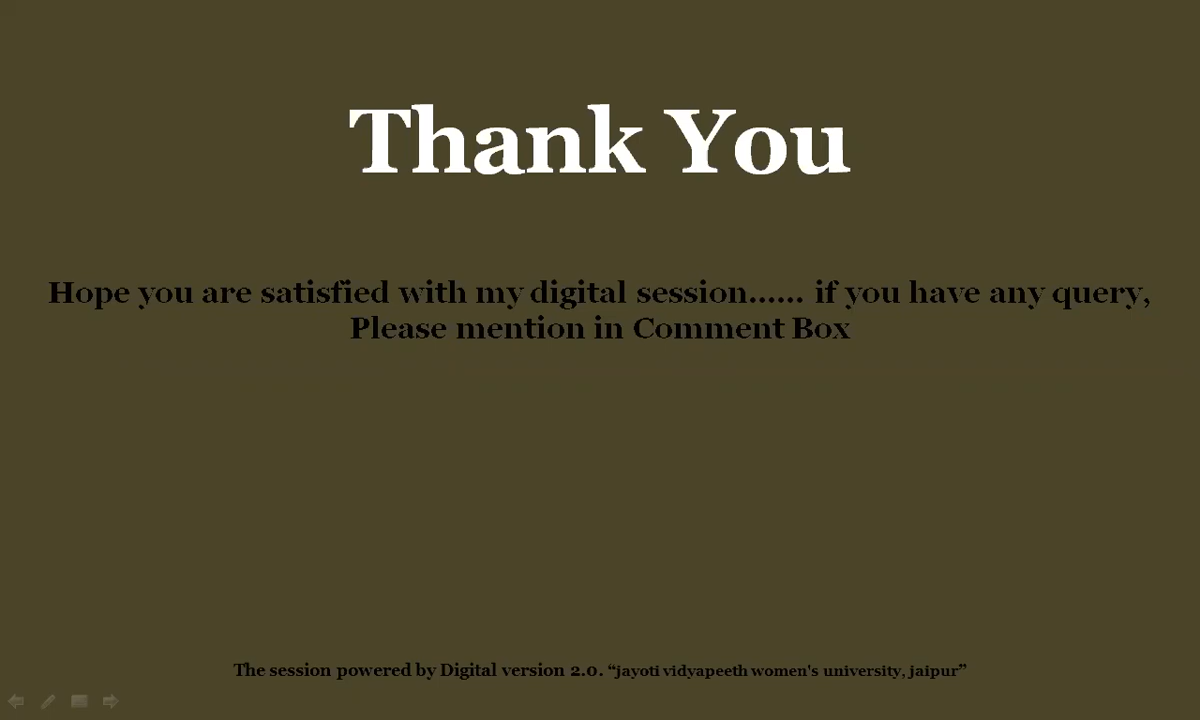 Thank You
Hope you are satisfied with my digital session...... if you have any query,
Please mention in Comment Box
The session powered by Digital version 2.0. “jayoti vidyapeeth women's university, jaipur”